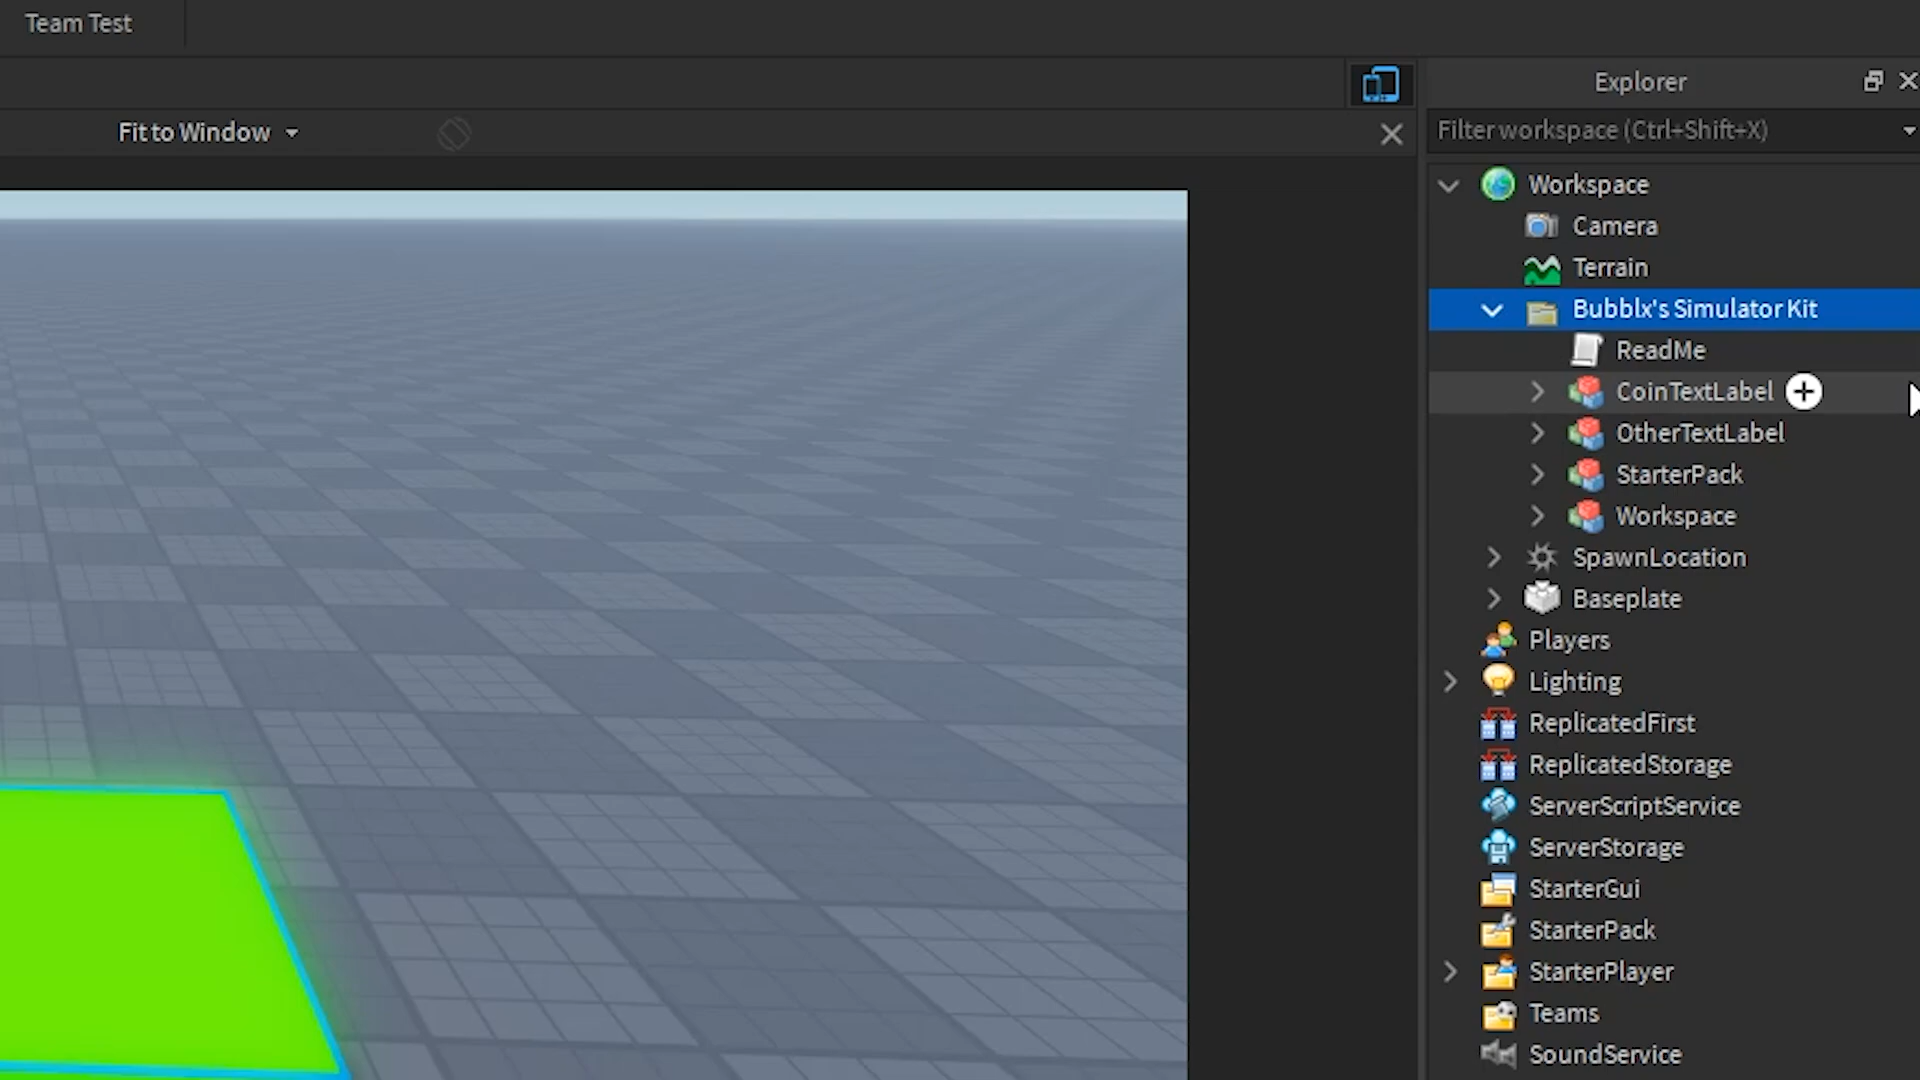 Team Test
Explorer
Fit to Window
Filter workspace (Ctrl+Shift+X)
Workspace
Camera
Terrain
Bubblx's Simulator Kit
ReadMe
CoinTextLabel
OtherTextLabel
StarterPack
Workspace
SpawnLocation
Baseplate
Players
Lighting
ReplicatedFirst
ReplicatedStorage
ServerScriptService
ServerStorage
StarterGui
StarterPack
StarterPlayer
Teams
SoundService